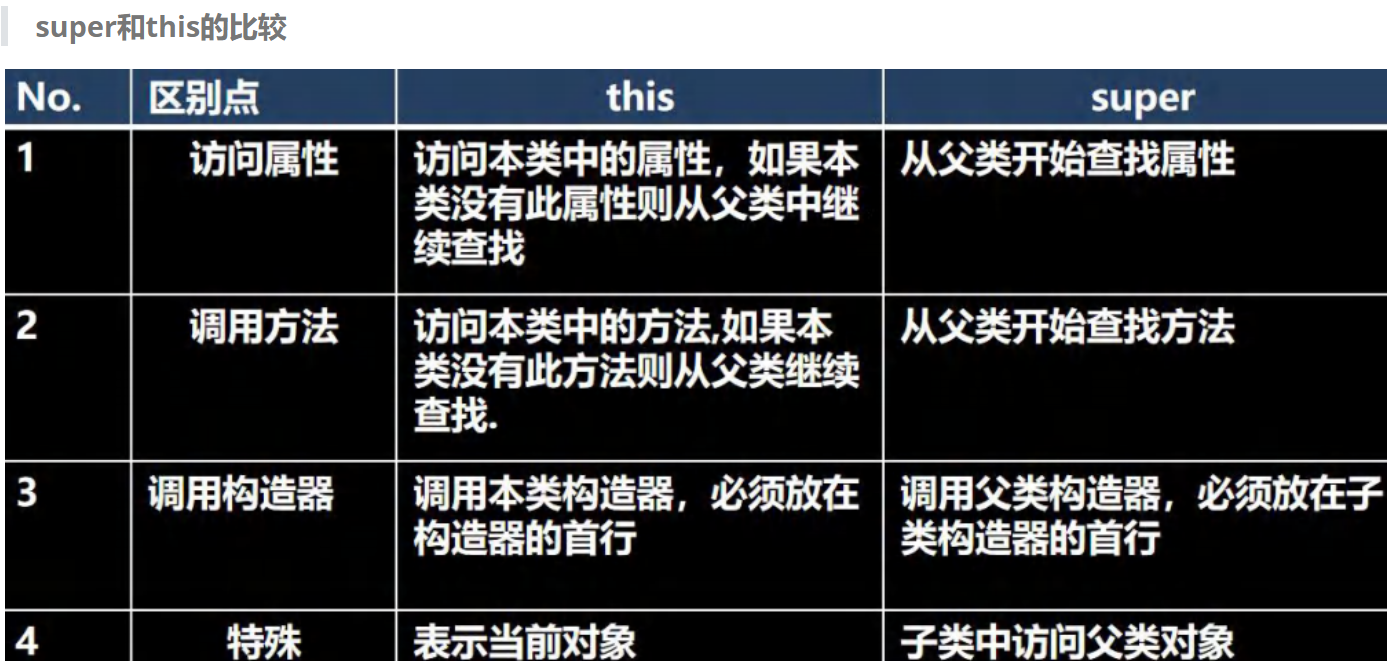 super和this的比较
No. 区别点 this super
1 访问属性 访问本类中的属性，如果本 从父类开始查找属性
类没有此属性则从父类中继
续查找
2 调用方法 访问本类中的方法,如果本 从父类开始查找方法
类没有此方法则从父类继续
查找.
3 调用构造器 调用本类构造器，必须放在 调用父类构造器，必须放在子
构造器的首行 类构造器的首行
4 特殊 表示当前对象 子类中访问父类对象